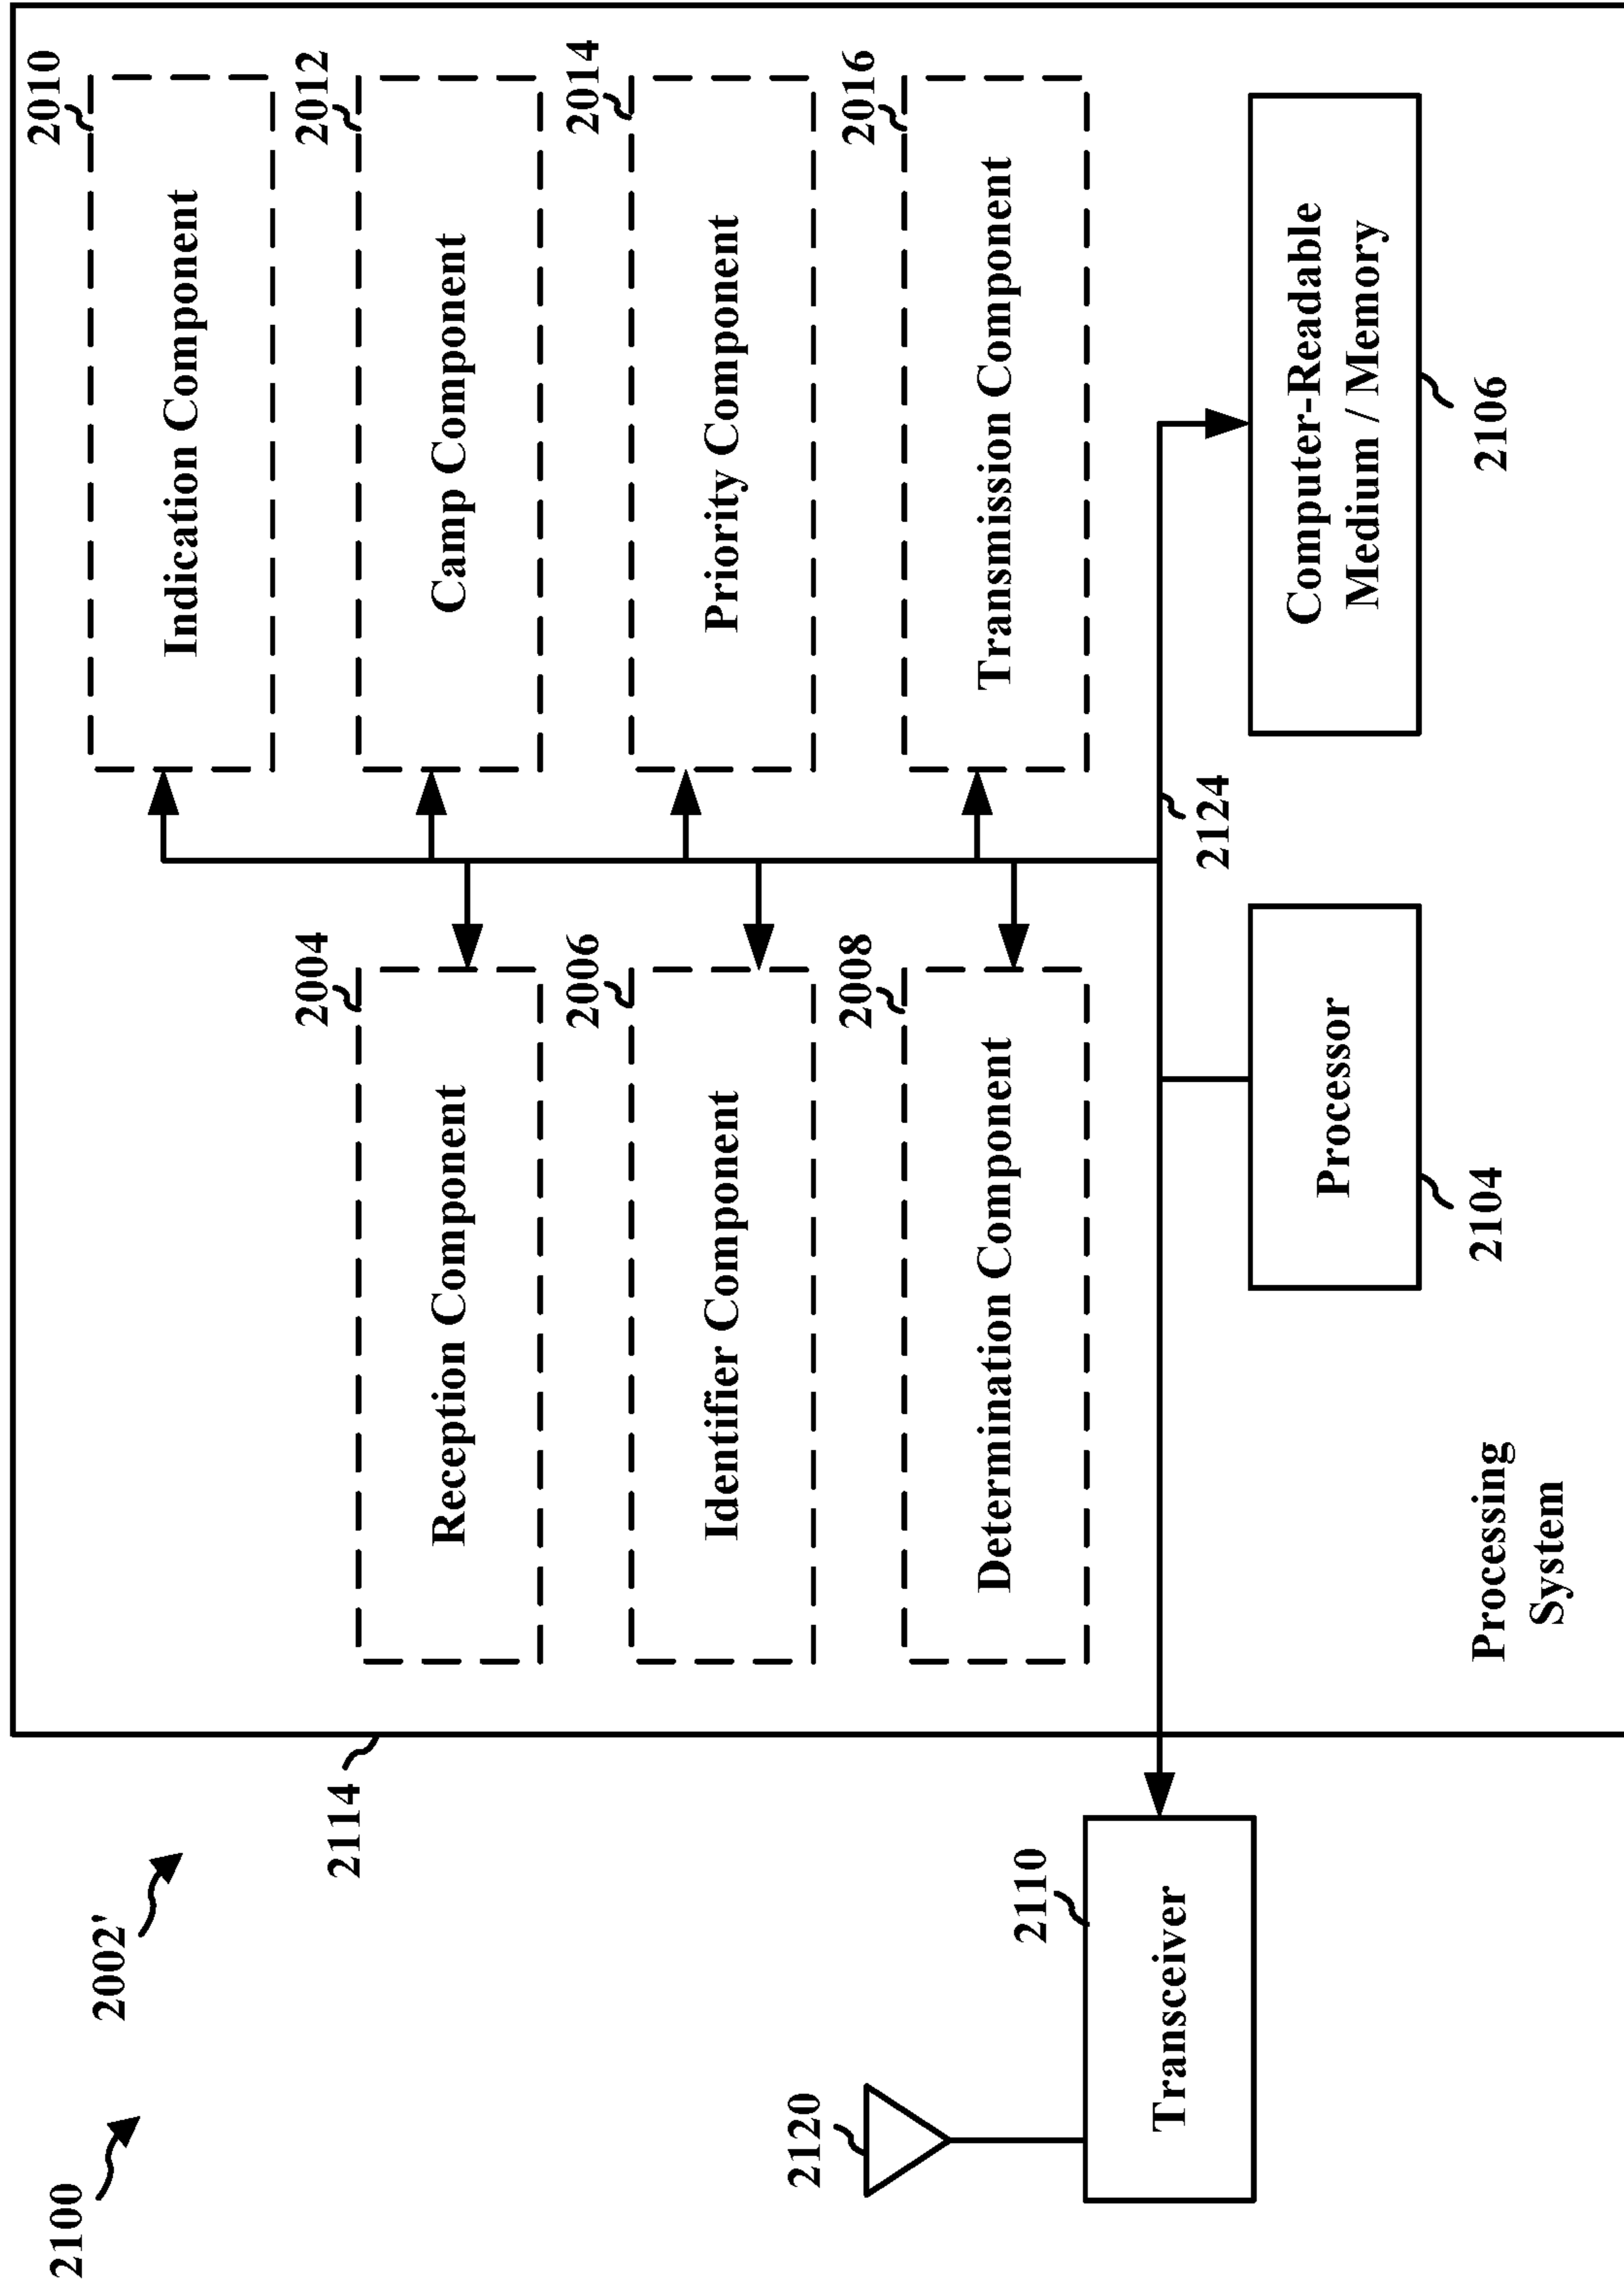 2100
2002'
2114
2010
Indication Component
2004
Reception Component
2012
Camp Component
2006
Identifier Component
2014
Priority Component
2008
Determination Component
2016
Transmission Component
2120
2110
Transceiver
2124
Processor
2104
Computer-Readable
Medium / Memory
2106
Processing
System